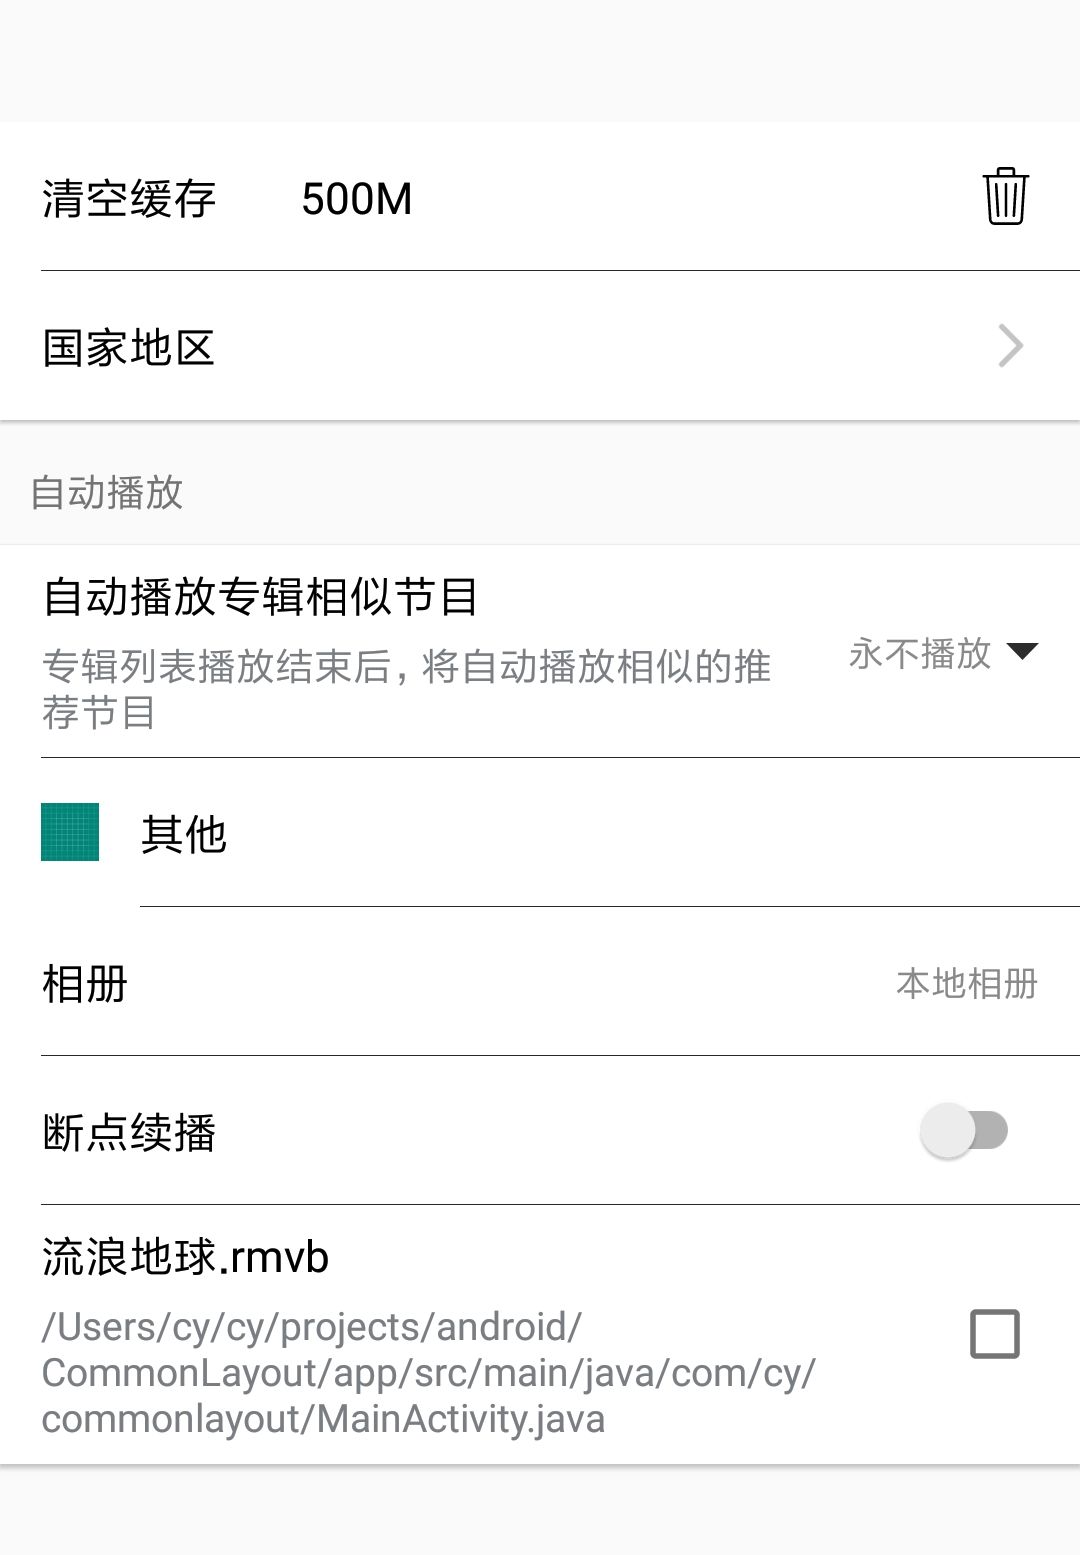 清空缓存 500M
国家地区
自动播放
自动播放专辑相似节目
专辑列表播放结束后，将自动播放相似的推
荐节目
永不播放
其他
相册 本地相册
断点续播
流浪地球.rmvb
/Users/cy/cy/projects/android/
CommonLayout/app/src/main/java/com/cy/
commonlayout/MainActivity.java